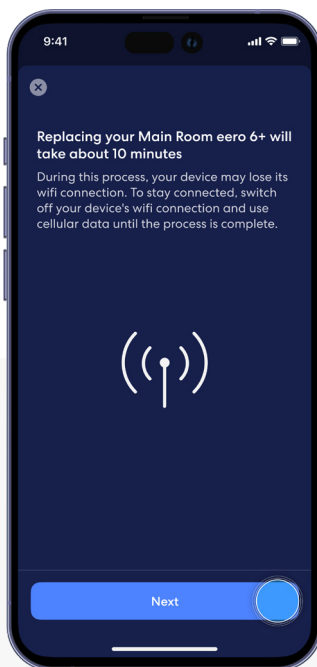 9:41
Replacing your Main Room eero 6+ will
take about 10 minutes
During this process, your device may lose its
wifi connection. To stay connected, switch
off your device's wifi connection and use
cellular data until the process is complete.
Next